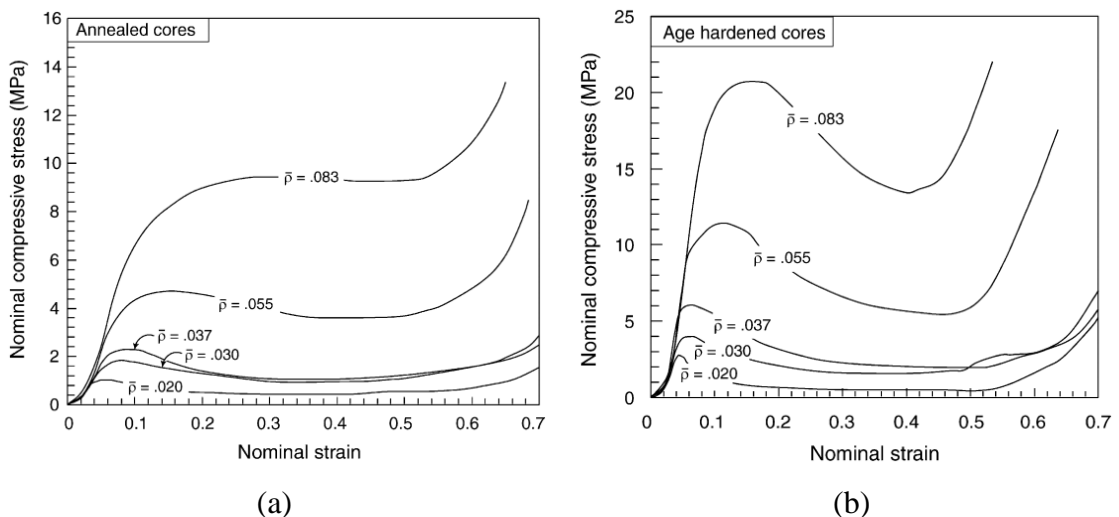 Annealed cores
Nominal compressive stress (MPa)
16
14
12
10
8
6
4
2
0
ρ̄ = .083
ρ̄ = .055
ρ̄ = .037
ρ̄ = .030
ρ̄ = .020
0 0.1 0.2 0.3 0.4 0.5 0.6 0.7
Nominal strain
(a)
Age hardened cores
Nominal compressive stress (MPa)
25
20
15
10
5
0
ρ̄ = .083
ρ̄ = .055
ρ̄ = .037
ρ̄ = .030
ρ̄ = .020
0 0.1 0.2 0.3 0.4 0.5 0.6 0.7
Nominal strain
(b)